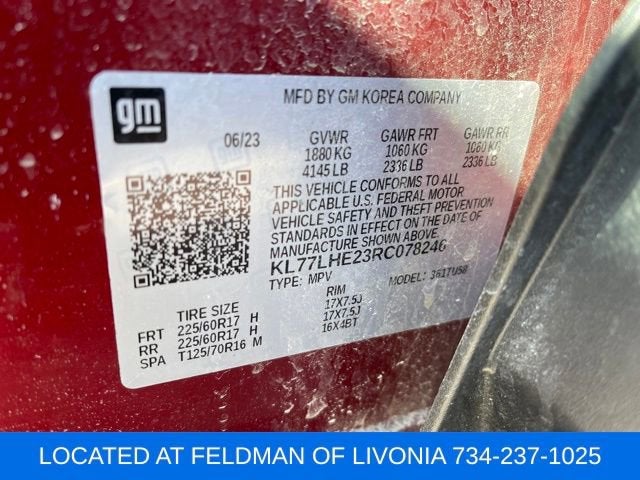 gm
MFD BY GM KOREA COMPANY
06/23 GVWR GAWR FRT GAWR RR
1880 KG 1060 KG 1060 KG
4145 LB 2336 LB 2336 LB
THIS VEHICLE CONFORMS TO ALL
APPLICABLE U.S. FEDERAL MOTOR
VEHICLE SAFETY AND THEFT PREVENTION
STANDARDS IN EFFECT ON THE DATE OF
MANUFACTURE SHOWN ABOVE.
KL77LHE23RC078246
TYPE: MPV MODEL:
TIRE SIZE RIM
FRT 225/60R17 H 17X7.5J
RR 225/60R17 H 17X7.5J
SPA T125/70R16 M 16X4BT
LOCATED AT FELDMAN OF LIVONIA 734-237-1025